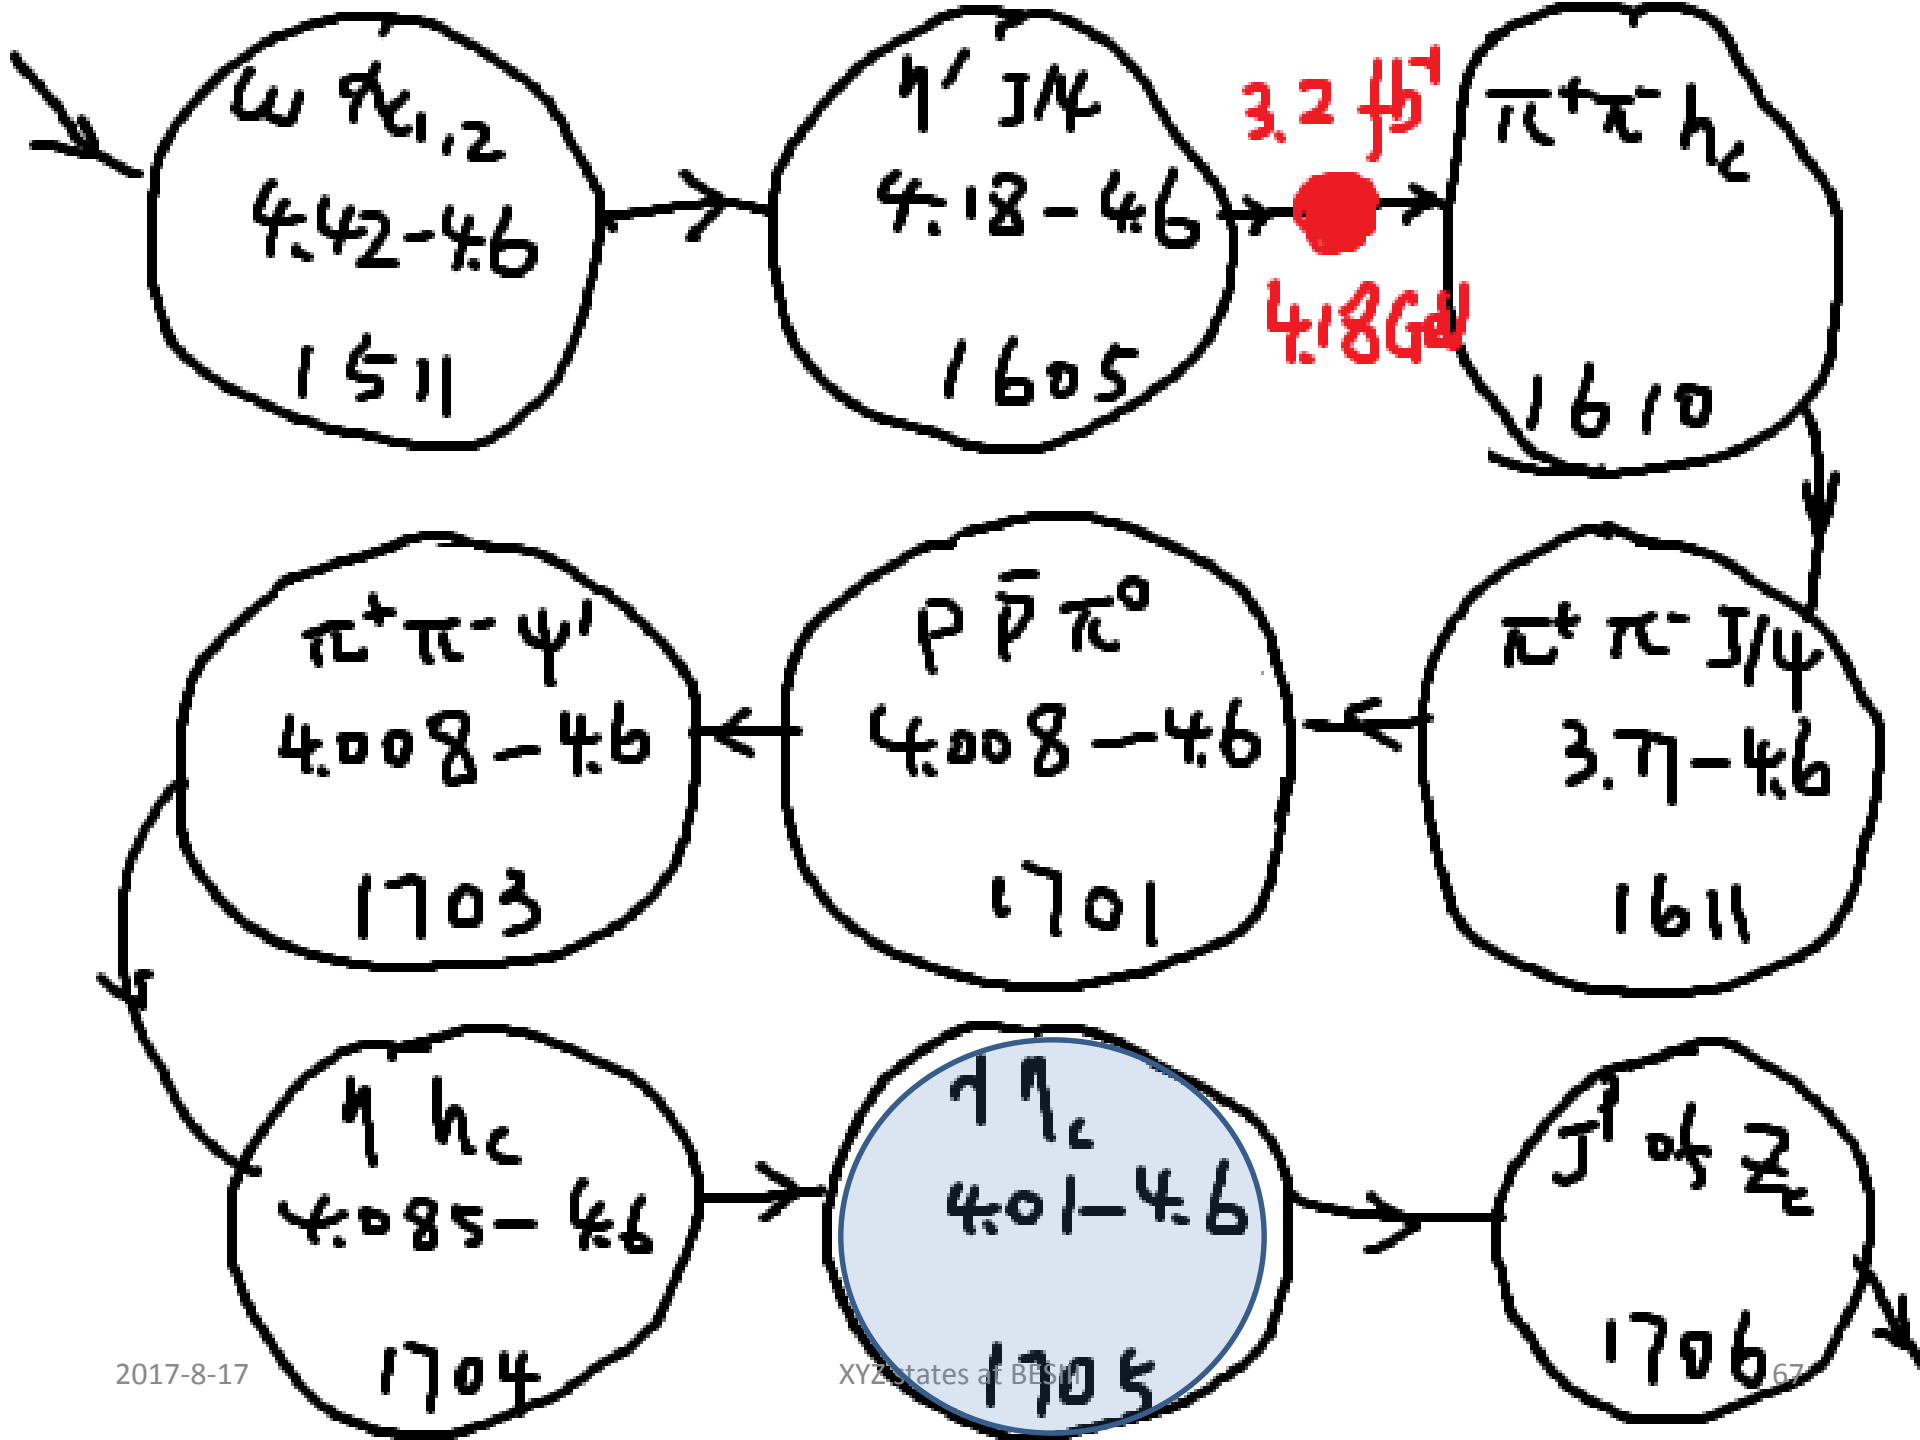 ω χc1,2
4.42-4.6
1511
η′ J/ψ
4.18-4.6
1605
3.2 fb⁻¹
4.18GeV
π⁺π⁻ hc
1610
π⁺ π⁻ J/ψ
3.77-4.6
1611
p p̄ π⁰
4.008-4.6
1701
π⁺π⁻ψ′
4.008-4.6
1703
η hc
4.085-4.6
1704
ηc
4.01-4.6
1705
Jᴾ of Zc
1706
2017-8-17
XYZ states at BESIII
67